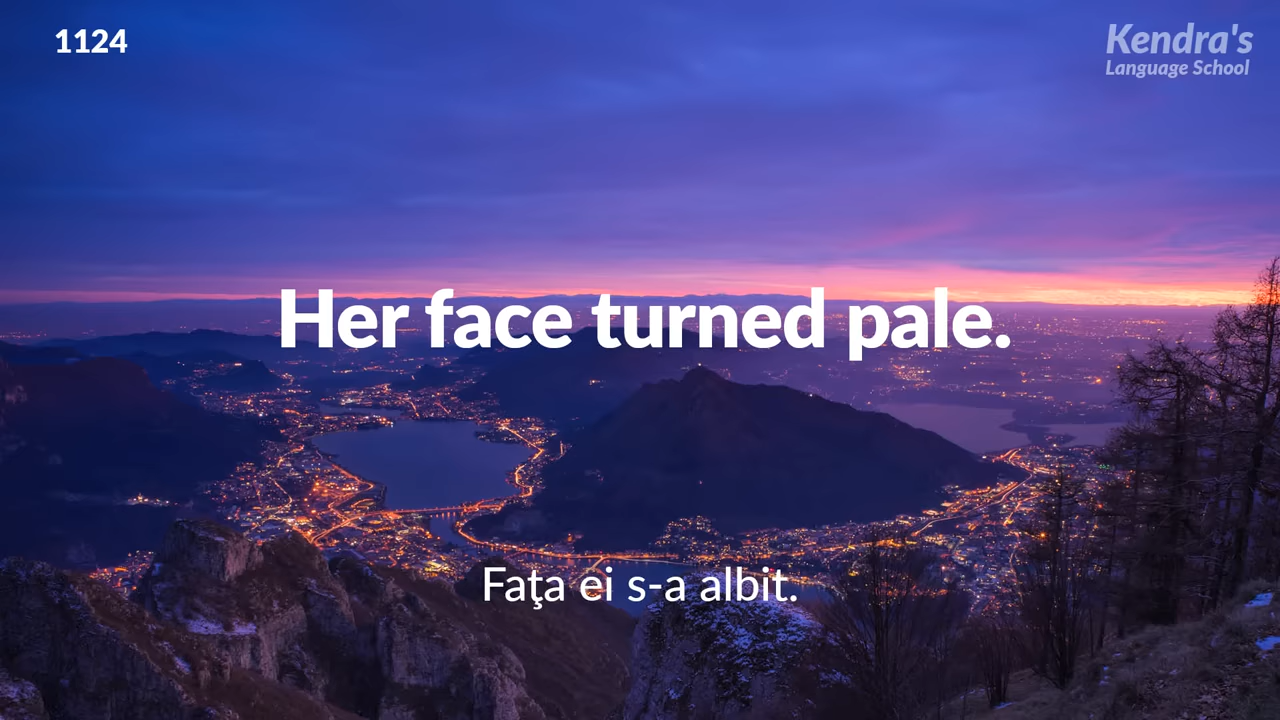 1124
Kendra's
Language School
Her face turned pale.
Faţa ei s-a albit.